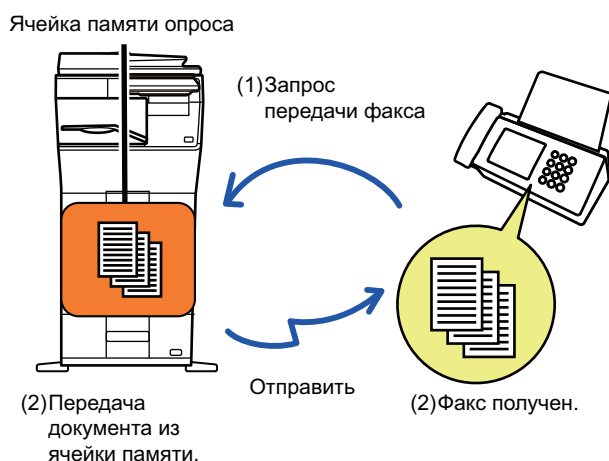 Ячейка памяти опроса
(1)Запрос
передачи факса
Отправить
(2)Передача
документа из
ячейки памяти.
(2)Факс получен.